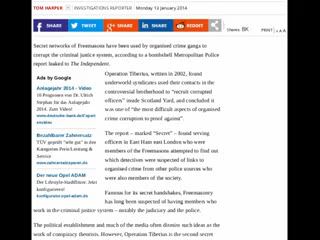 TOM HARPER
INVESTIGATIONS REPORTER
Monday 13 January 2014
SHARE
TWEET
SHARE
REDDIT
SHARE
Shares: 8K
PRINT
A A A
Secret networks of Freemasons have been used by organised crime gangs to
corrupt the criminal justice system, according to a bombshell Metropolitan Police
report leaked to The Independent.
Ads by Google
Anlagejahr 2014 - Video
10 Prognosen von Dr. Ulrich
Stephan für das Anlagejahr
2014. Zum Video!
www.deutsche-bank.de/expert
envideo
Bezahlbarer Zahnersatz
TÜV geprüft "sehr gut" in den
Kategorien Preis/Leistung &
Service
www.zahnersatzsparen.de
Der neue Opel ADAM
Der Lifestyle-Stadtflitzer. Jetzt
konfigurieren!
konfigurator.opel-adam.de
Operation Tiberius, written in 2002, found
underworld syndicates used their contacts in the
controversial brotherhood to "recruit corrupted
officers" inside Scotland Yard, and concluded it
was one of "the most difficult aspects of organised
crime corruption to proof against".
The report – marked "Secret" – found serving
officers in East Ham east London who were
members of the Freemasons attempted to find out
which detectives were suspected of links to
organised crime from other police sources who
were also members of the society.
Famous for its secret handshakes, Freemasonry
has long been suspected of having members who
work in the criminal justice system – notably the judiciary and the police.
The political establishment and much of the media often dismiss such ideas as
the work of conspiracy theorists. However, Operation Tiberius is the second secret